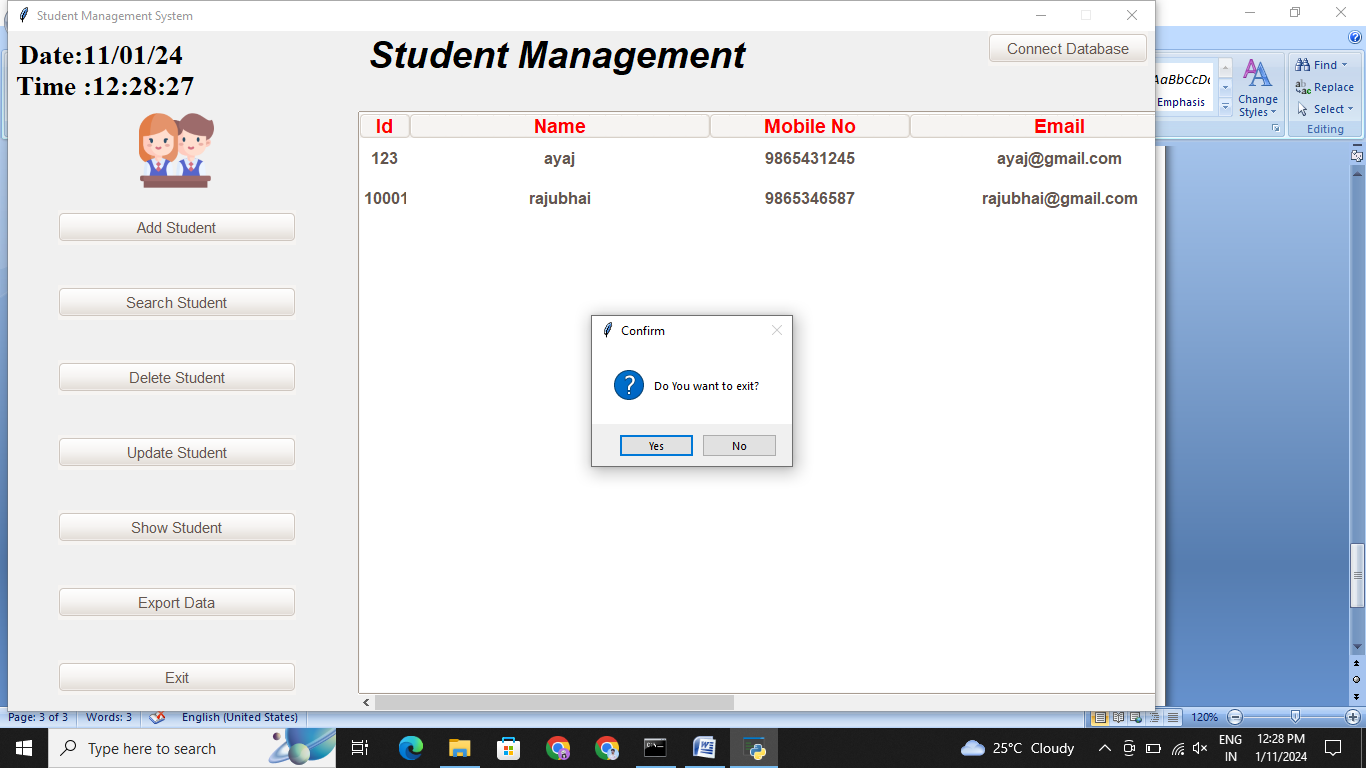 Student Management System
Date:11/01/24
Time :12:28:27
Student Management
Connect Database
Id Name Mobile No Email
123 ayaj 9865431245 ayaj@gmail.com
10001 rajubhai 9865346587 rajubhai@gmail.com
Add Student
Search Student
Delete Student
Update Student
Show Student
Export Data
Exit
Confirm
Do You want to exit?
Yes No
AaBbCcDc
Emphasis
Change
Styles
Find
Replace
Select
Editing
Page: 3 of 3 Words: 3 English (United States) 120%
Type here to search
25°C Cloudy
ENG
IN
12:28 PM
1/11/2024